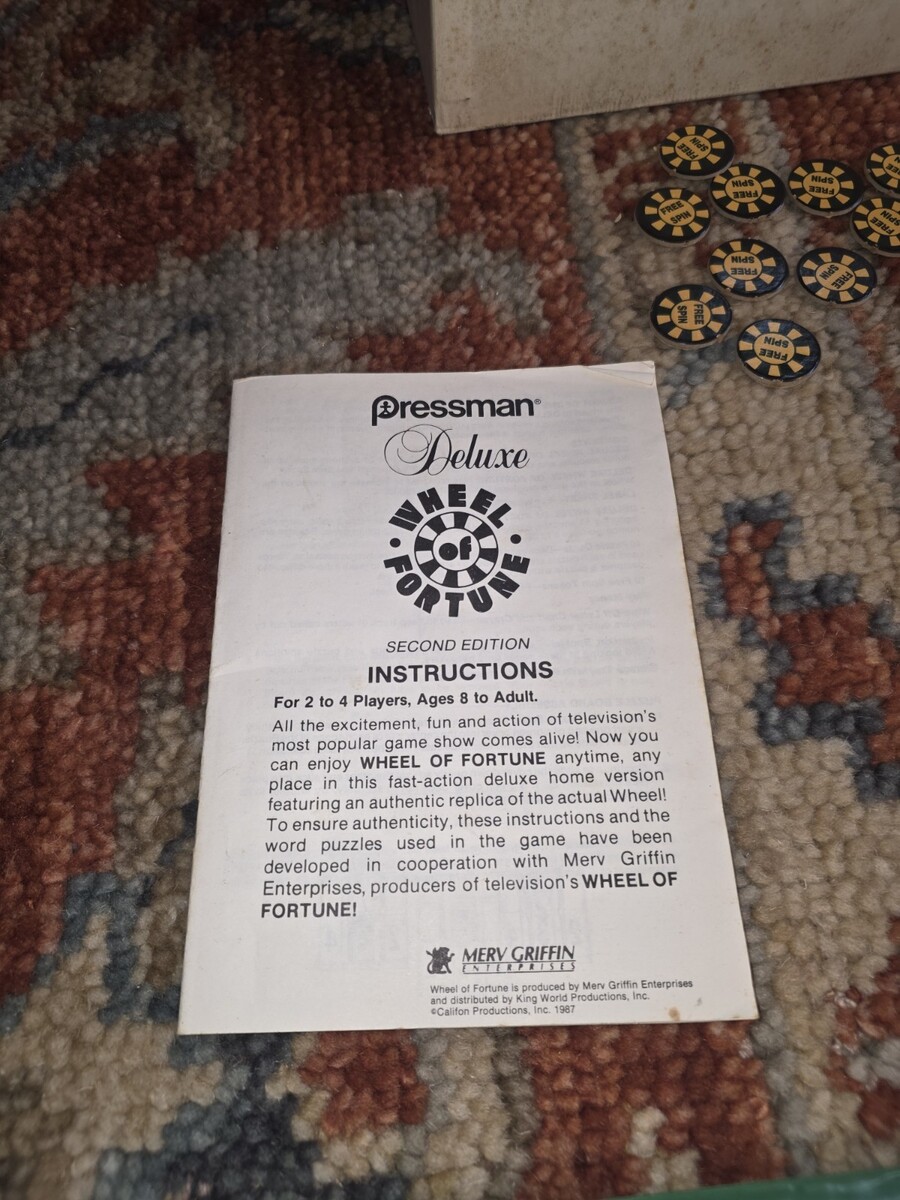 FREE SPIN
FREE SPIN
FREE SPIN
FREE
FREE SPIN
FREE SPIN
FREE SPIN
FREE SPIN
FREE SPIN
FREE SPIN
Pressman®
Deluxe
WHEEL
of
FORTUNE
SECOND EDITION
INSTRUCTIONS
For 2 to 4 Players, Ages 8 to Adult.
All the excitement, fun and action of television's
most popular game show comes alive! Now you
can enjoy WHEEL OF FORTUNE anytime, any
place in this fast-action deluxe home version
featuring an authentic replica of the actual Wheel!
To ensure authenticity, these instructions and the
word puzzles used in the game have been
developed in cooperation with Merv Griffin
Enterprises, producers of television's WHEEL OF
FORTUNE!
MERV GRIFFIN
ENTERPRISES
Wheel of Fortune is produced by Merv Griffin Enterprises
and distributed by King World Productions, Inc.
©Califon Productions, Inc. 1987